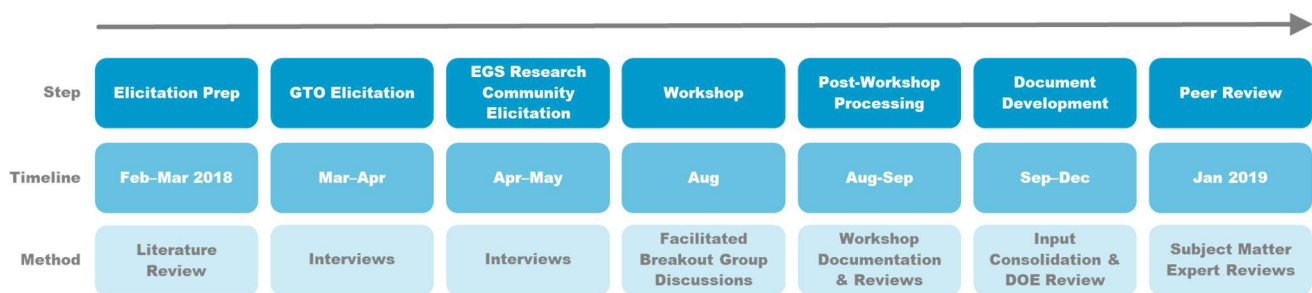 Step
Elicitation Prep
GTO Elicitation
EGS Research
Community
Elicitation
Workshop
Post-Workshop
Processing
Document
Development
Peer Review
Timeline
Feb–Mar 2018
Mar–Apr
Apr–May
Aug
Aug-Sep
Sep–Dec
Jan 2019
Method
Literature
Review
Interviews
Interviews
Facilitated
Breakout Group
Discussions
Workshop
Documentation
& Reviews
Input
Consolidation &
DOE Review
Subject Matter
Expert Reviews